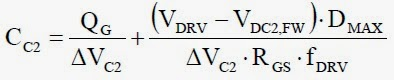 C_C2 = Q_G / ΔV_C2 + (V_DRV − V_DC2,FW) · D_MAX / ΔV_C2 · R_GS · f_DRV